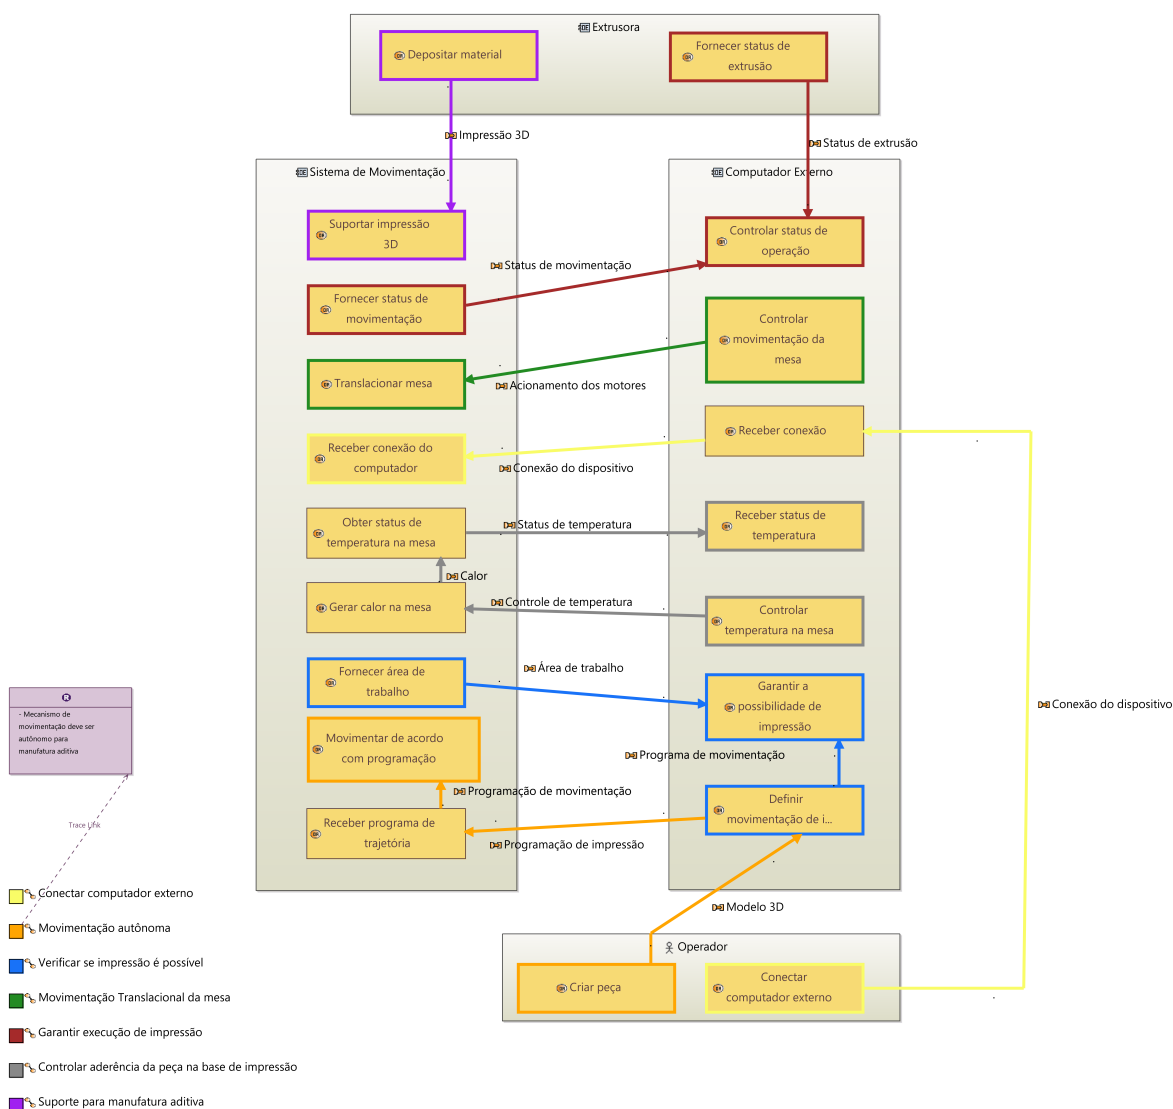 Extrusora
Depositar material
Fornecer status de
extrusão
Impressão 3D
Status de extrusão
Sistema de Movimentação
Computador Externo
Suportar impressão
3D
Controlar status de
operação
Status de movimentação
Fornecer status de
movimentação
Controlar
movimentação da
mesa
Translacionar mesa
Acionamento dos motores
Receber conexão
Receber conexão do
computador
Conexão do dispositivo
Obter status de
temperatura na mesa
Status de temperatura
Receber status de
temperatura
Calor
Gerar calor na mesa
Controle de temperatura
Controlar
temperatura na mesa
Fornecer área de
trabalho
Área de trabalho
Garantir a
possibilidade de
impressão
Conexão do dispositivo
R
- Mecanismo de
movimentação deve ser
autônomo para
manufatura aditiva
Movimentar de acordo
com programação
Programa de movimentação
Programação de movimentação
Definir
movimentação de i...
Receber programa de
trajetória
Programação de impressão
Trace Link
Modelo 3D
Operador
Criar peça
Conectar
computador externo
Conectar computador externo
Movimentação autônoma
Verificar se impressão é possível
Movimentação Translacional da mesa
Garantir execução de impressão
Controlar aderência da peça na base de impressão
Suporte para manufatura aditiva